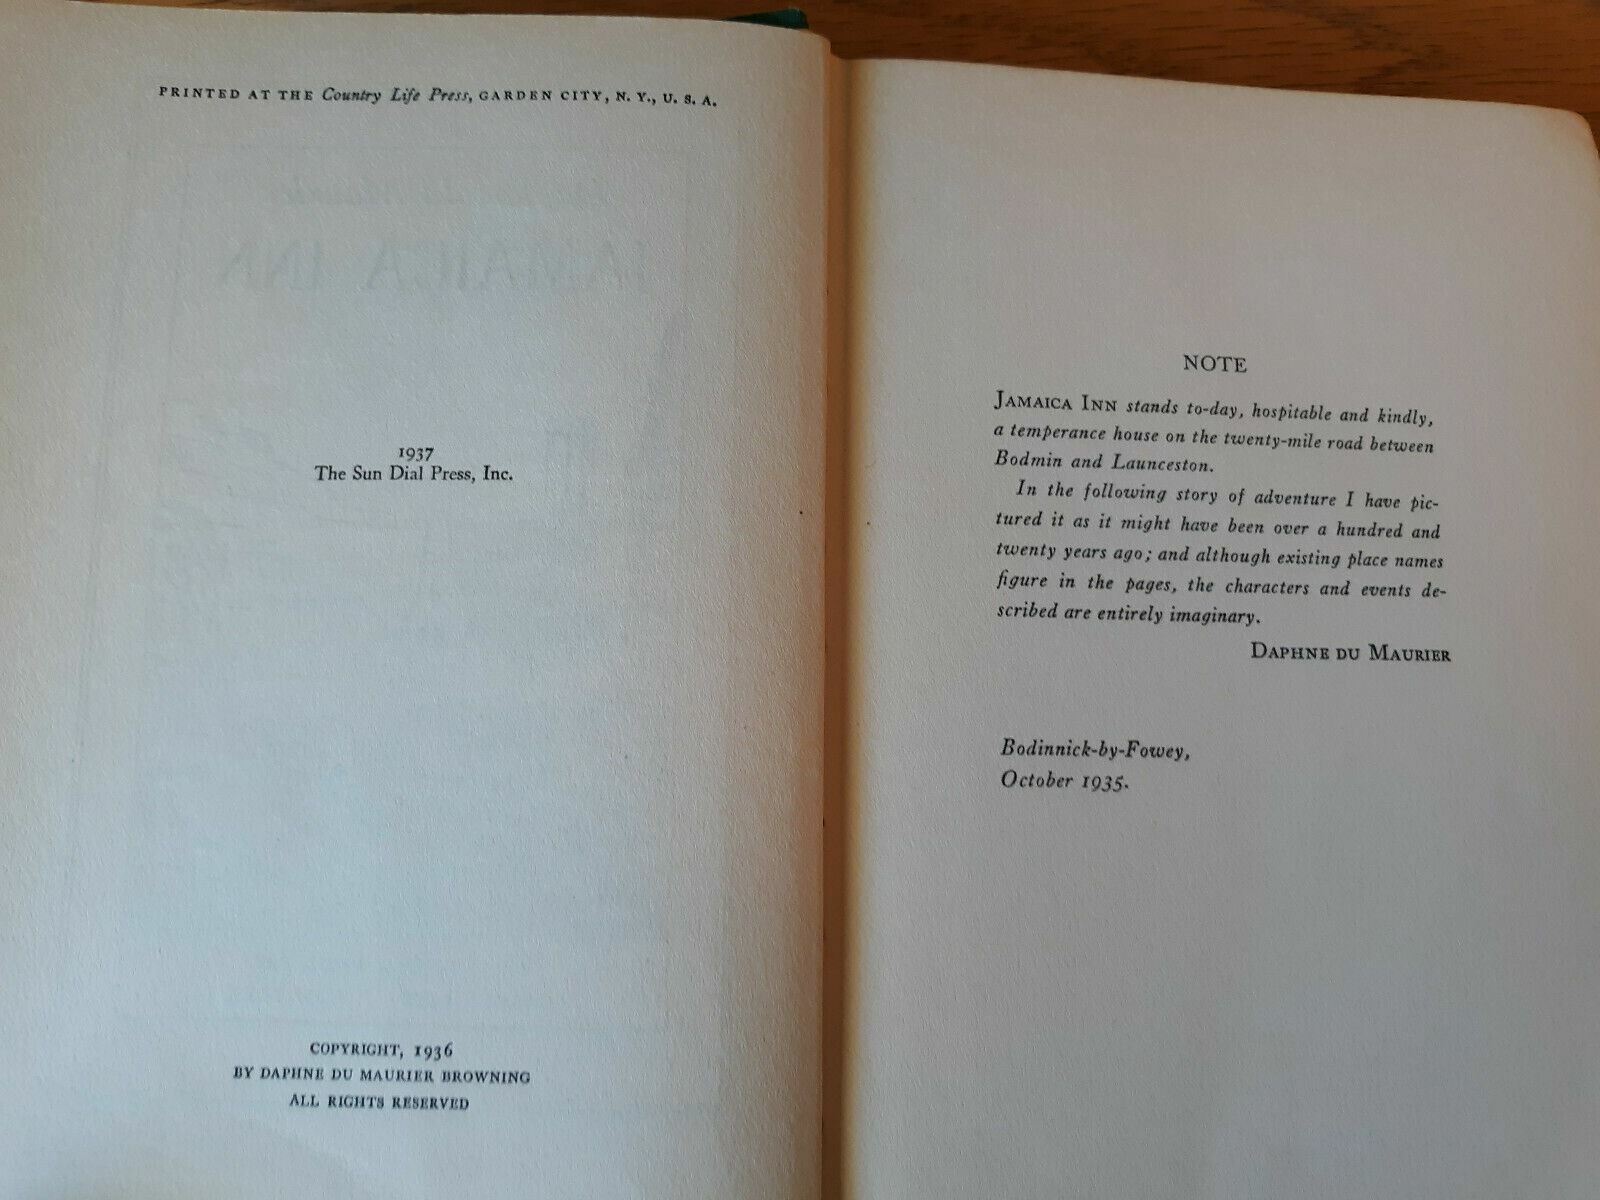 PRINTED AT THE Country Life Press, GARDEN CITY, N. Y., U. S. A.
1937
The Sun Dial Press, Inc.
COPYRIGHT, 1936
BY DAPHNE DU MAURIER BROWNING
ALL RIGHTS RESERVED
NOTE
JAMAICA INN stands to-day, hospitable and kindly,
a temperance house on the twenty-mile road between
Bodmin and Launceston.
In the following story of adventure I have pic-
tured it as it might have been over a hundred and
twenty years ago; and although existing place names
figure in the pages, the characters and events de-
scribed are entirely imaginary.
DAPHNE DU MAURIER
Bodinnick-by-Fowey,
October 1935.